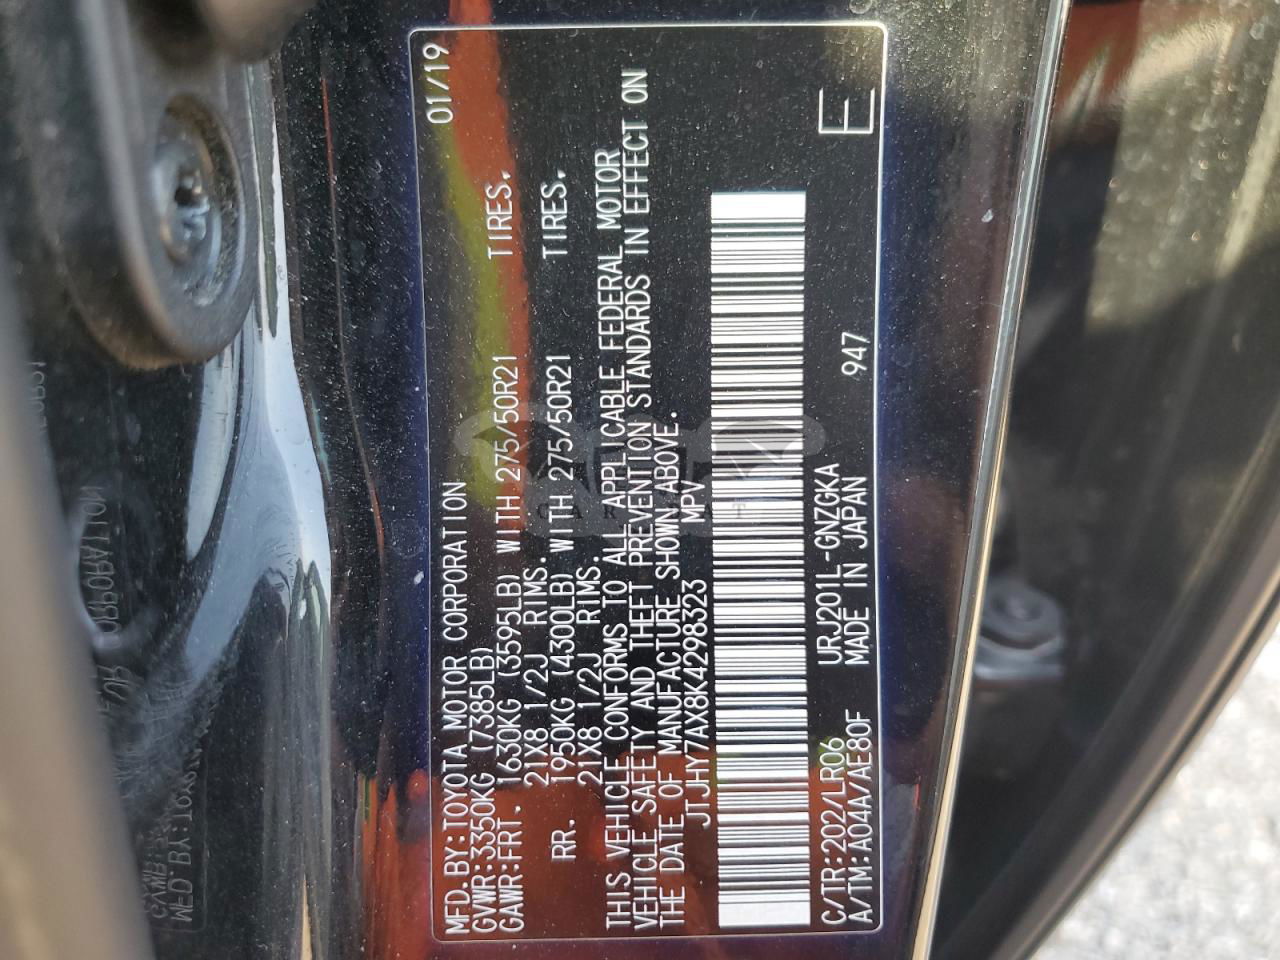 MFD.BY:TOYOTA MOTOR CORPORATION 01/19
GVWR:3350KG (7385LB)
GAWR:FRT. 1630KG (3595LB) WITH 275/50R21 TIRES.
21X8 1/2J RIMS.
RR. 1950KG (4300LB) WITH 275/50R21 TIRES.
21X8 1/2J RIMS.
THIS VEHICLE CONFORMS TO ALL APPLICABLE FEDERAL MOTOR
VEHICLE SAFETY AND THEFT PREVENTION STANDARDS IN EFFECT ON
THE DATE OF MANUFACTURE SHOWN ABOVE.
JTJHY7AX8K4298323 MPV
C/TR:202/LR06 URJ201L-GNZGKA E
A/TM:A04A/AE80F MADE IN JAPAN 947